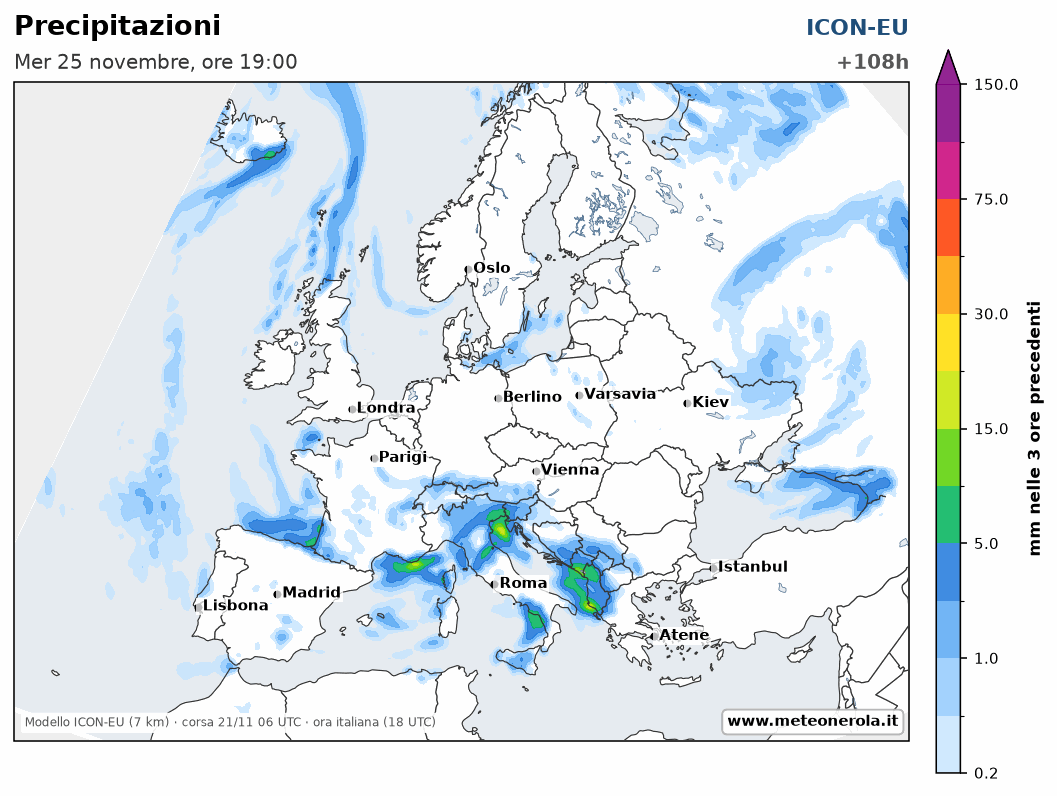 Precipitazioni
ICON-EU
Mer 25 novembre, ore 19:00
+108h
150.0
75.0
30.0
15.0
5.0
1.0
0.2
mm nelle 3 ore precedenti
Oslo
Londra
Berlino
Varsavia
Kiev
Parigi
Vienna
Istanbul
Roma
Madrid
Lisbona
Atene
Modello ICON-EU (7 km) · corsa 21/11 06 UTC · ora italiana (18 UTC)
www.meteonerola.it